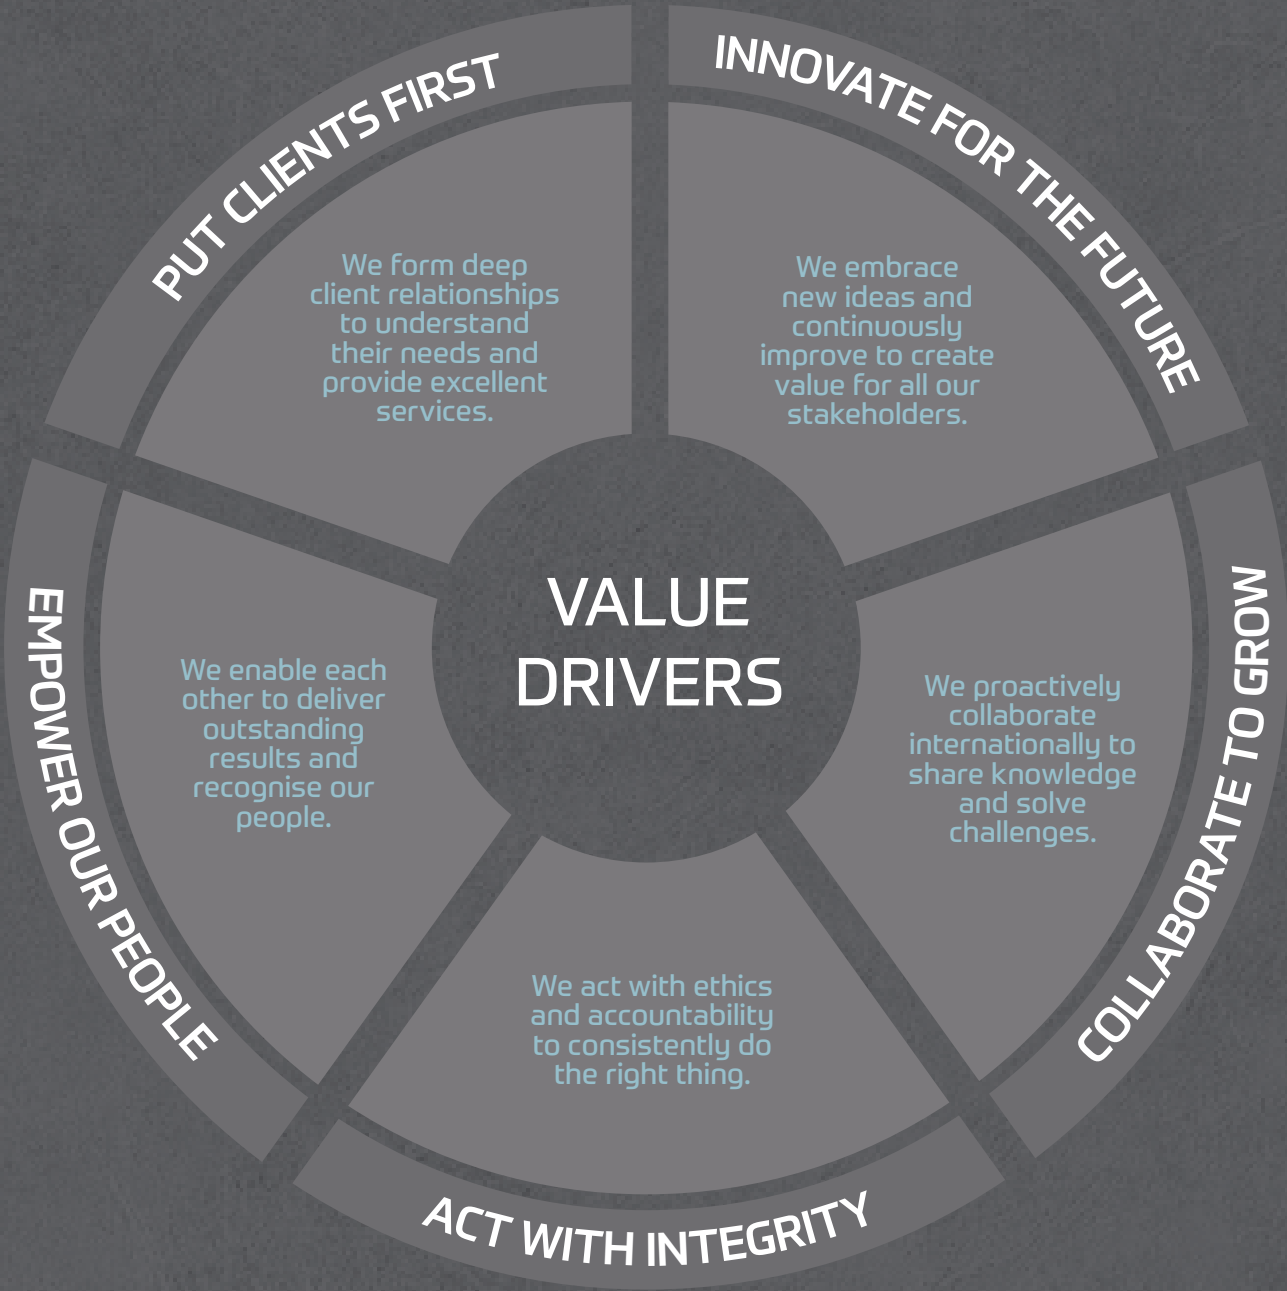 PUT CLIENTS FIRST
We form deep
client relationships
to understand
their needs and
provide excellent
services.
INNOVATE FOR THE FUTURE
We embrace
new ideas and
continuously
improve to create
value for all our
stakeholders.
VALUE
DRIVERS
EMPOWER OUR PEOPLE
We enable each
other to deliver
outstanding
results and
recognise our
people.
COLLABORATE TO GROW
We proactively
collaborate
internationally to
share knowledge
and solve
challenges.
We act with ethics
and accountability
to consistently do
the right thing.
ACT WITH INTEGRITY